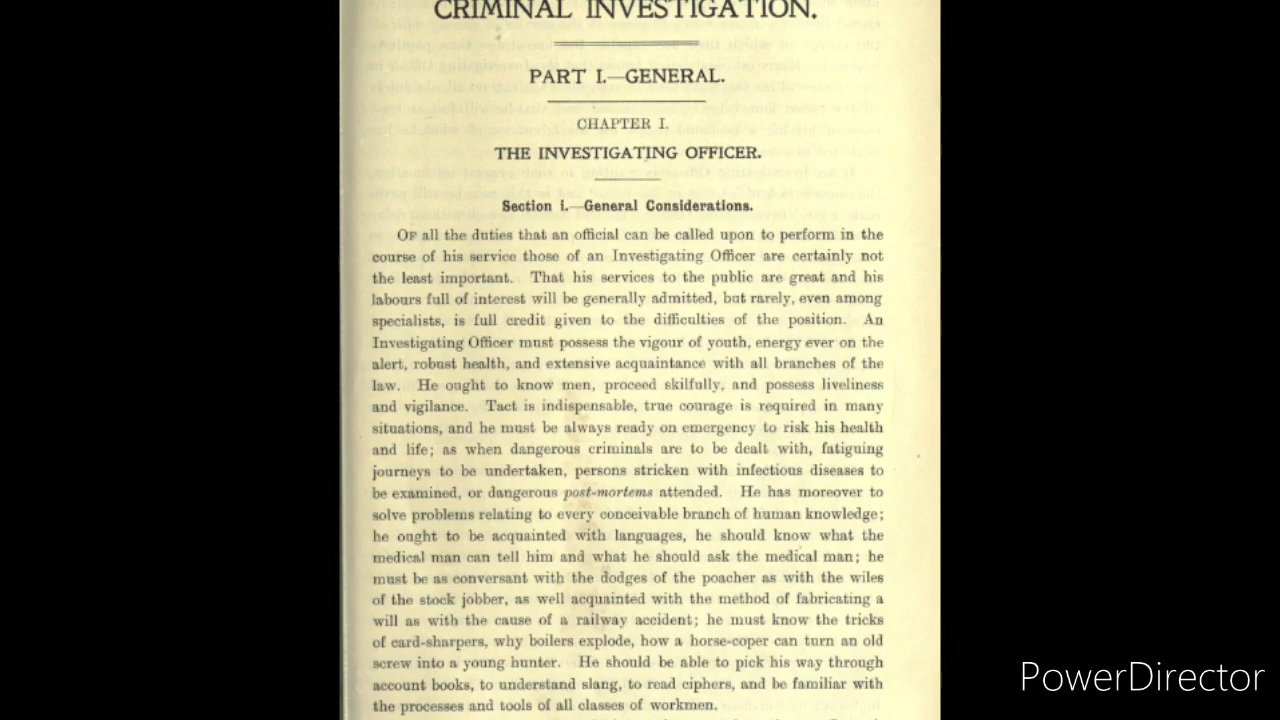 CRIMINAL INVESTIGATION.
PART I.—GENERAL.
CHAPTER I.
THE INVESTIGATING OFFICER.
Section i.—General Considerations.
OF all the duties that an official can be called upon to perform in the
course of his service those of an Investigating Officer are certainly not
the least important. That his services to the public are great and his
labours full of interest will be generally admitted, but rarely, even among
specialists, is full credit given to the difficulties of the position. An
Investigating Officer must possess the vigour of youth, energy ever on the
alert, robust health, and extensive acquaintance with all branches of the
law. He ought to know men, proceed skilfully, and possess liveliness
and vigilance. Tact is indispensable, true courage is required in many
situations, and he must be always ready on emergency to risk his health
and life; as when dangerous criminals are to be dealt with, fatiguing
journeys to be undertaken, persons stricken with infectious diseases to
be examined, or dangerous post-mortems attended. He has moreover to
solve problems relating to every conceivable branch of human knowledge;
he ought to be acquainted with languages, he should know what the
medical man can tell him and what he should ask the medical man; he
must be as conversant with the dodges of the poacher as with the wiles
of the stock jobber, as well acquainted with the method of fabricating a
will as with the cause of a railway accident; he must know the tricks
of card-sharpers, why boilers explode, how a horse-coper can turn an old
screw into a young hunter. He should be able to pick his way through
account books, to understand slang, to read ciphers, and be familiar with
the processes and tools of all classes of workmen.
PowerDirector